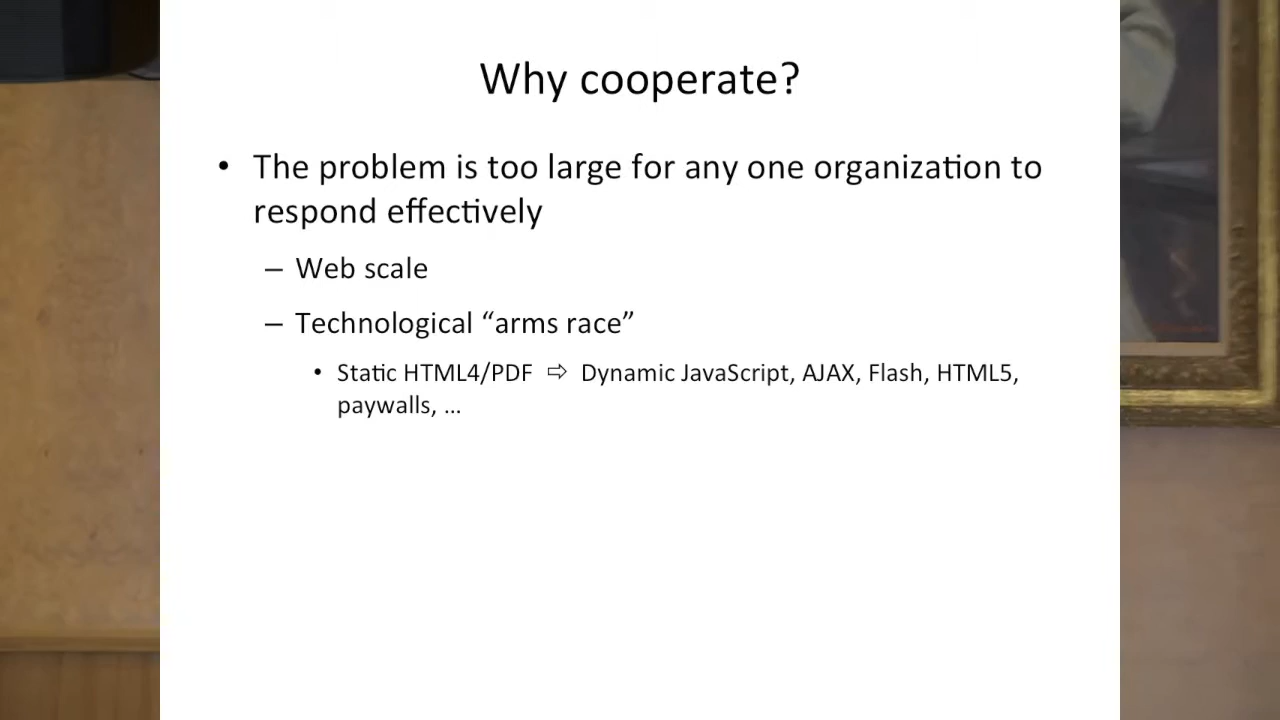 Why cooperate?
• The problem is too large for any one organization to
respond effectively
– Web scale
– Technological “arms race”
• Static HTML4/PDF ⇨ Dynamic JavaScript, AJAX, Flash, HTML5,
paywalls, ...